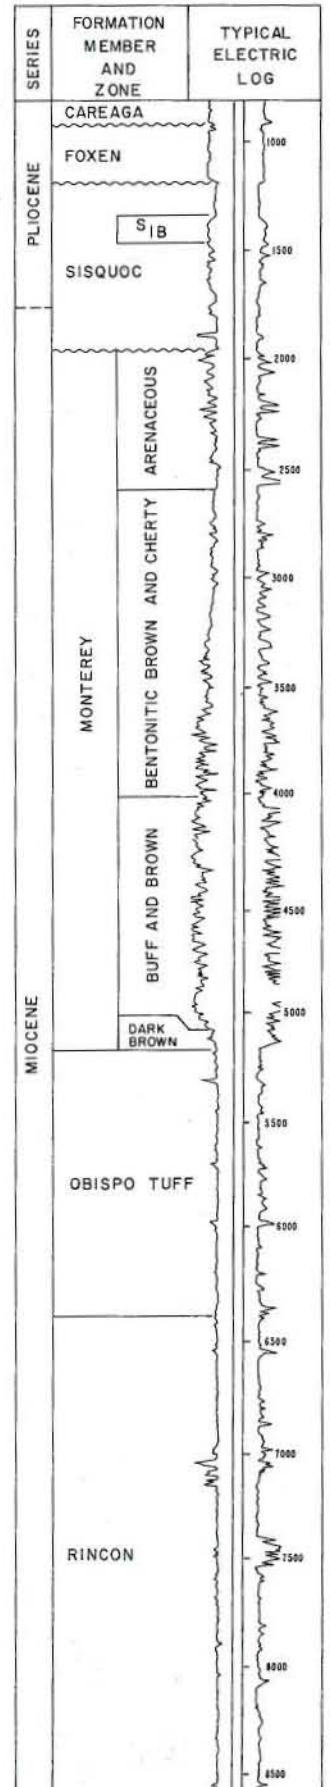 SERIES
FORMATION
MEMBER
AND
ZONE
TYPICAL
ELECTRIC
LOG
PLIOCENE
MIOCENE
CAREAGA
FOXEN
S1B
SISQUOC
MONTEREY
ARENACEOUS
BENTONITIC BROWN AND CHERTY
BUFF AND BROWN
DARK
BROWN
OBISPO TUFF
RINCON
1000
1500
2000
2500
3000
3500
4000
4500
5000
5500
6000
6500
7000
7500
8000
8500